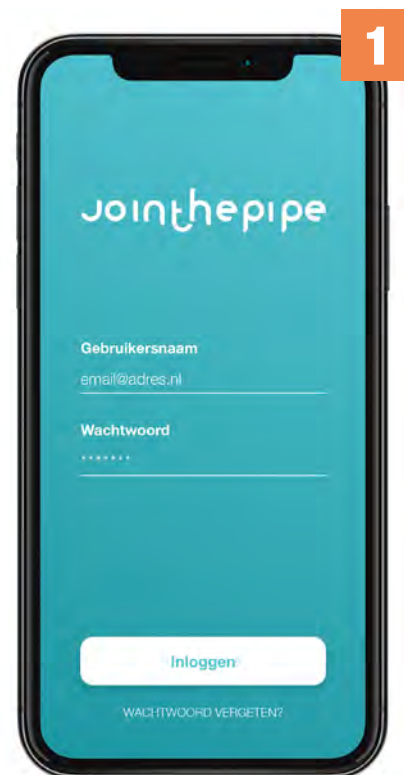 1
Jointhepipe
Gebruikersnaam
email@adres.nl
Wachtwoord
·······
Inloggen
WACHTWOORD VERGETEN?